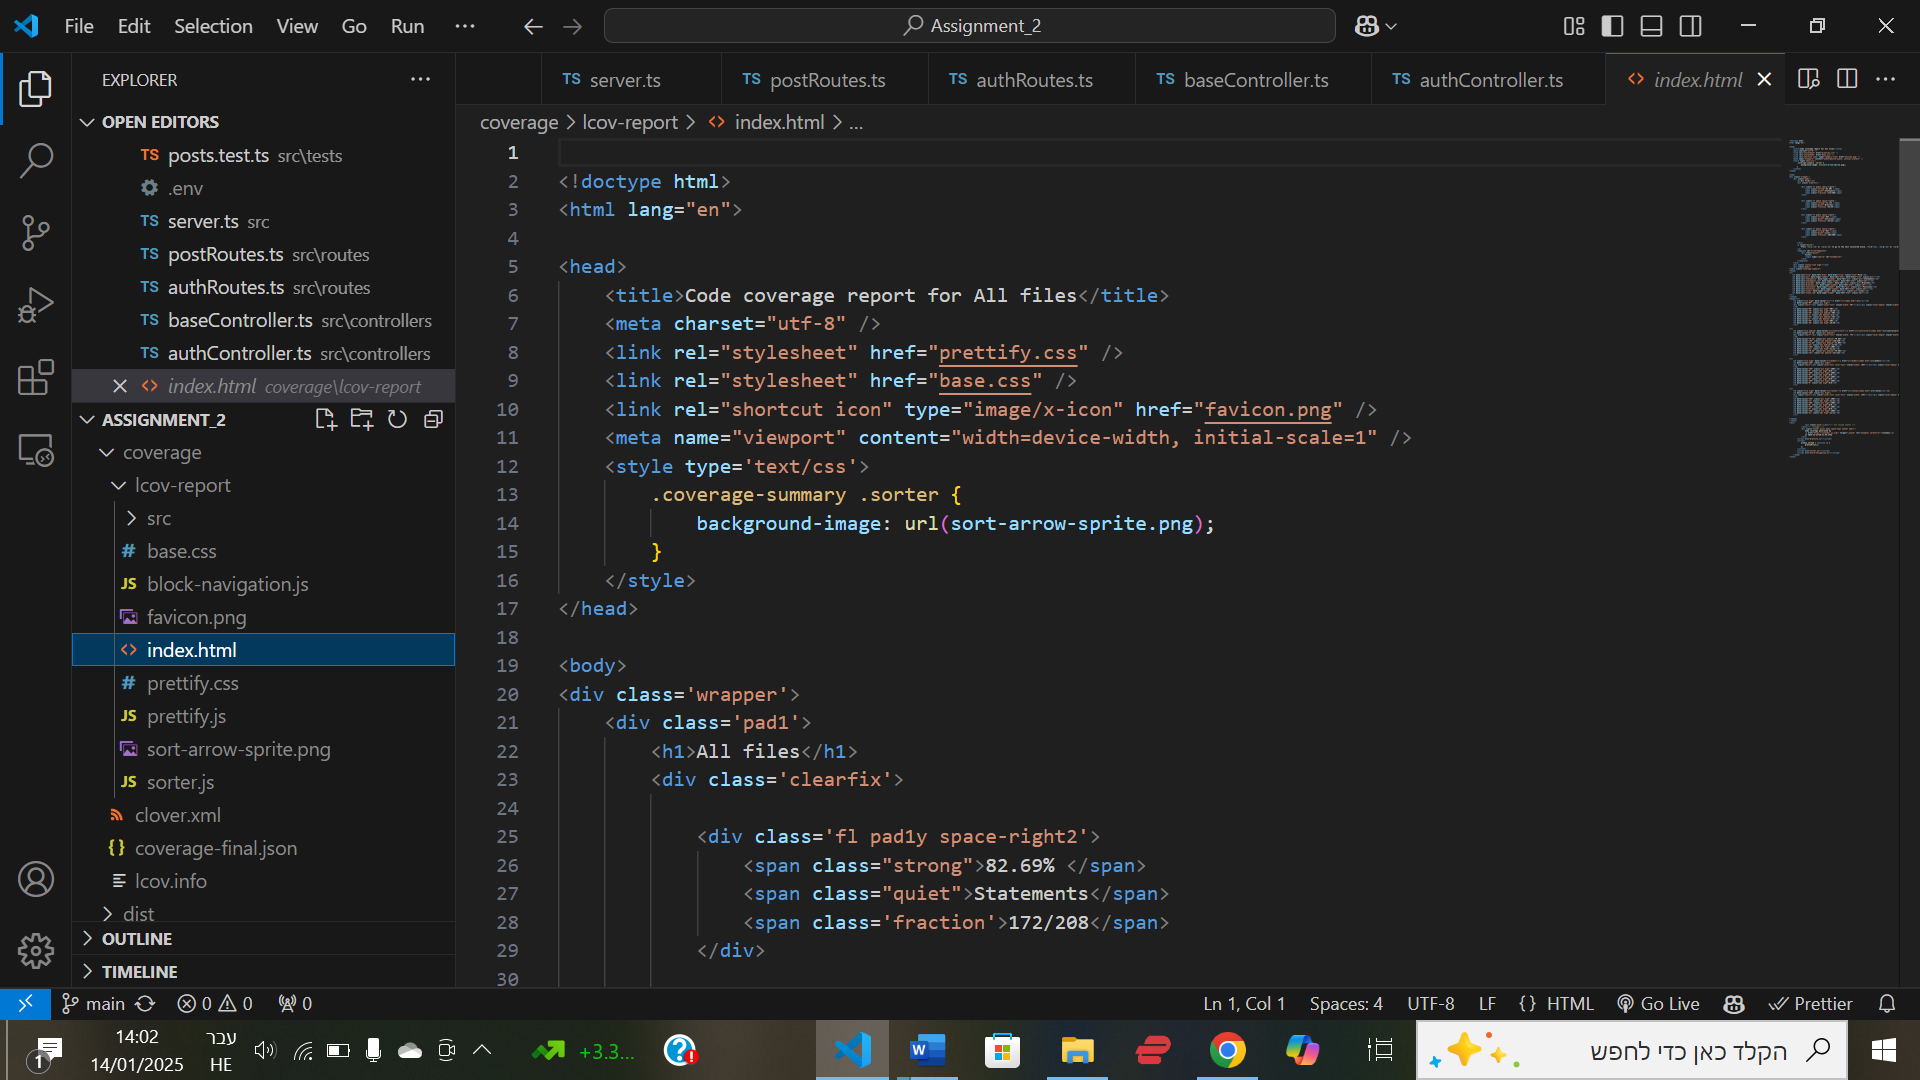 File Edit Selection View Go Run ··· Assignment_2
EXPLORER ···
TS server.ts TS postRoutes.ts TS authRoutes.ts TS baseController.ts TS authController.ts <> index.html ···
OPEN EDITORS
TS posts.test.ts src\tests
.env
TS server.ts src
TS postRoutes.ts src\routes
TS authRoutes.ts src\routes
TS baseController.ts src\controllers
TS authController.ts src\controllers
<> index.html coverage\lcov-report
ASSIGNMENT_2
coverage
lcov-report
src
# base.css
JS block-navigation.js
favicon.png
<> index.html
# prettify.css
JS prettify.js
sort-arrow-sprite.png
JS sorter.js
clover.xml
{} coverage-final.json
lcov.info
dist
OUTLINE
TIMELINE
coverage > lcov-report > <> index.html > ...
1
2 <!doctype html>
3 <html lang="en">
4
5 <head>
6 <title>Code coverage report for All files</title>
7 <meta charset="utf-8" />
8 <link rel="stylesheet" href="prettify.css" />
9 <link rel="stylesheet" href="base.css" />
10 <link rel="shortcut icon" type="image/x-icon" href="favicon.png" />
11 <meta name="viewport" content="width=device-width, initial-scale=1" />
12 <style type='text/css'>
13 .coverage-summary .sorter {
14 background-image: url(sort-arrow-sprite.png);
15 }
16 </style>
17 </head>
18
19 <body>
20 <div class='wrapper'>
21 <div class='pad1'>
22 <h1>All files</h1>
23 <div class='clearfix'>
24
25 <div class='fl pad1y space-right2'>
26 <span class="strong">82.69% </span>
27 <span class="quiet">Statements</span>
28 <span class='fraction'>172/208</span>
29 </div>
30
main 0 0 0 Ln 1, Col 1 Spaces: 4 UTF-8 LF {} HTML Go Live Prettier
1 14:02 עבר +3.3... הקלד כאן כדי לחפש
14/01/2025 HE